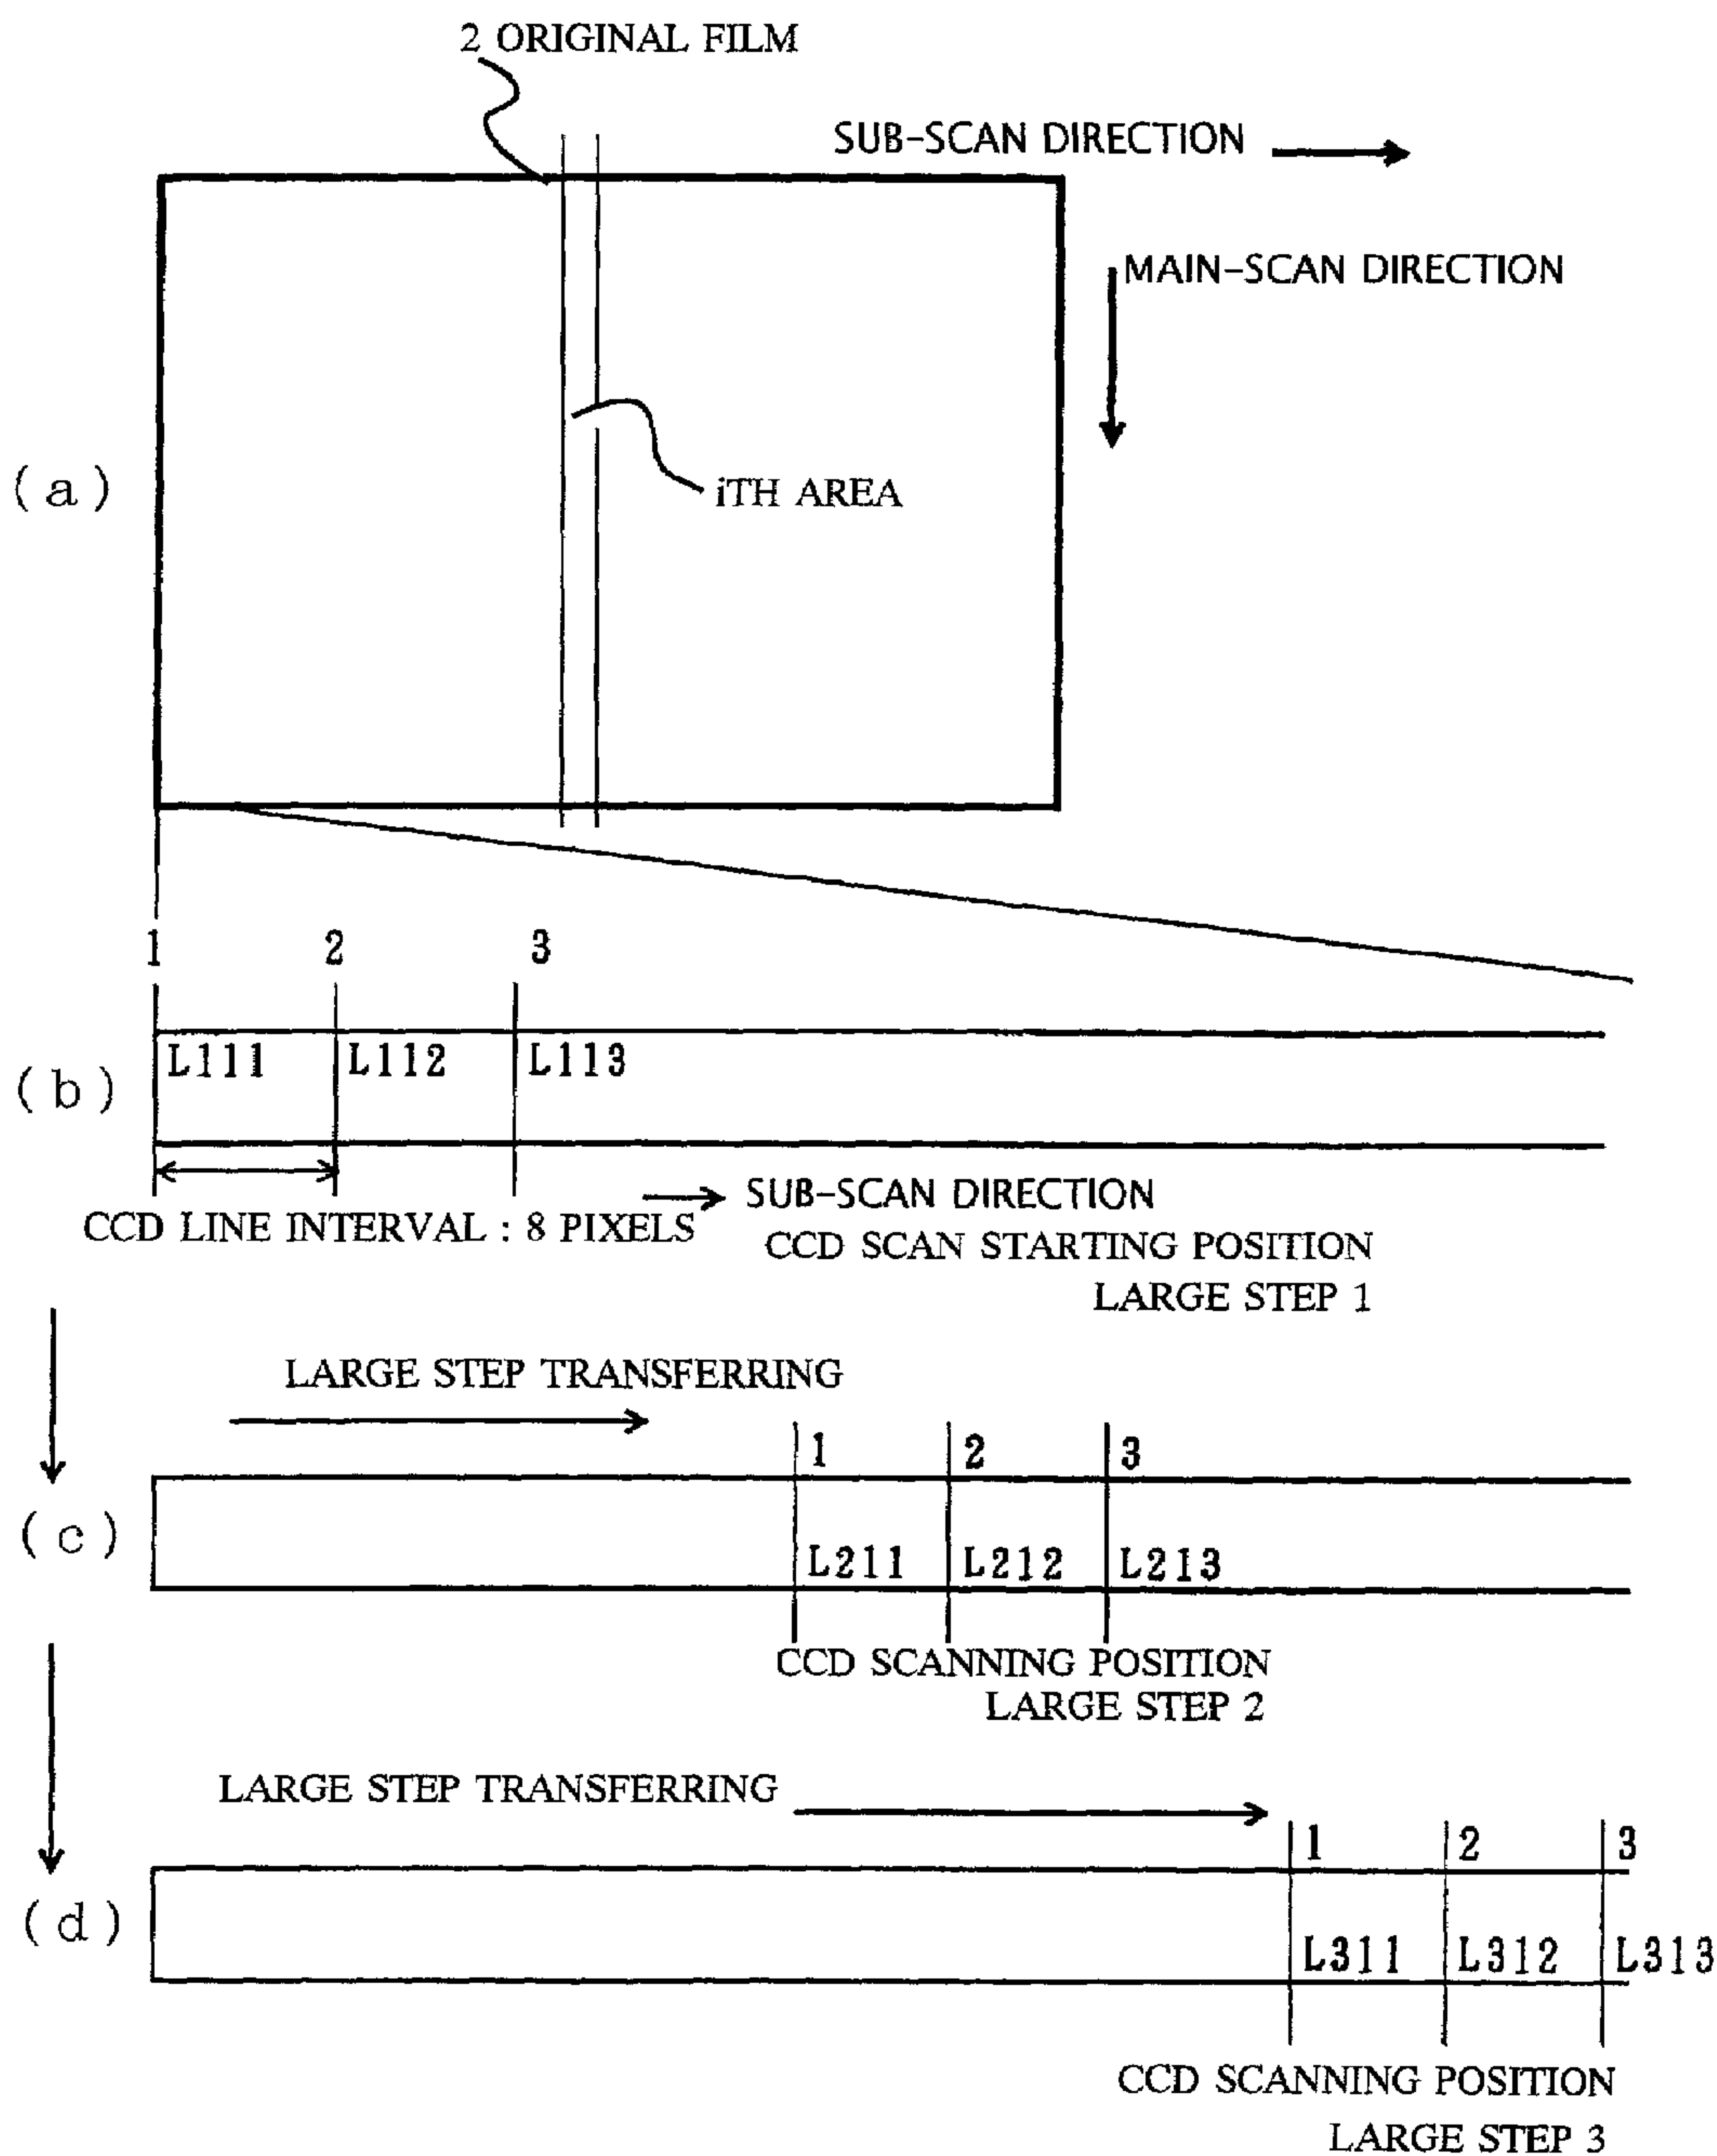 2 ORIGINAL FILM
SUB-SCAN DIRECTION
MAIN-SCAN DIRECTION
(a)
iTH AREA
1 2 3
L111 L112 L113
(b)
SUB-SCAN DIRECTION
CCD LINE INTERVAL : 8 PIXELS
CCD SCAN STARTING POSITION
LARGE STEP 1
LARGE STEP TRANSFERRING
1 2 3
(c)
L211 L212 L213
CCD SCANNING POSITION
LARGE STEP 2
LARGE STEP TRANSFERRING
1 2 3
(d)
L311 L312 L313
CCD SCANNING POSITION
LARGE STEP 3